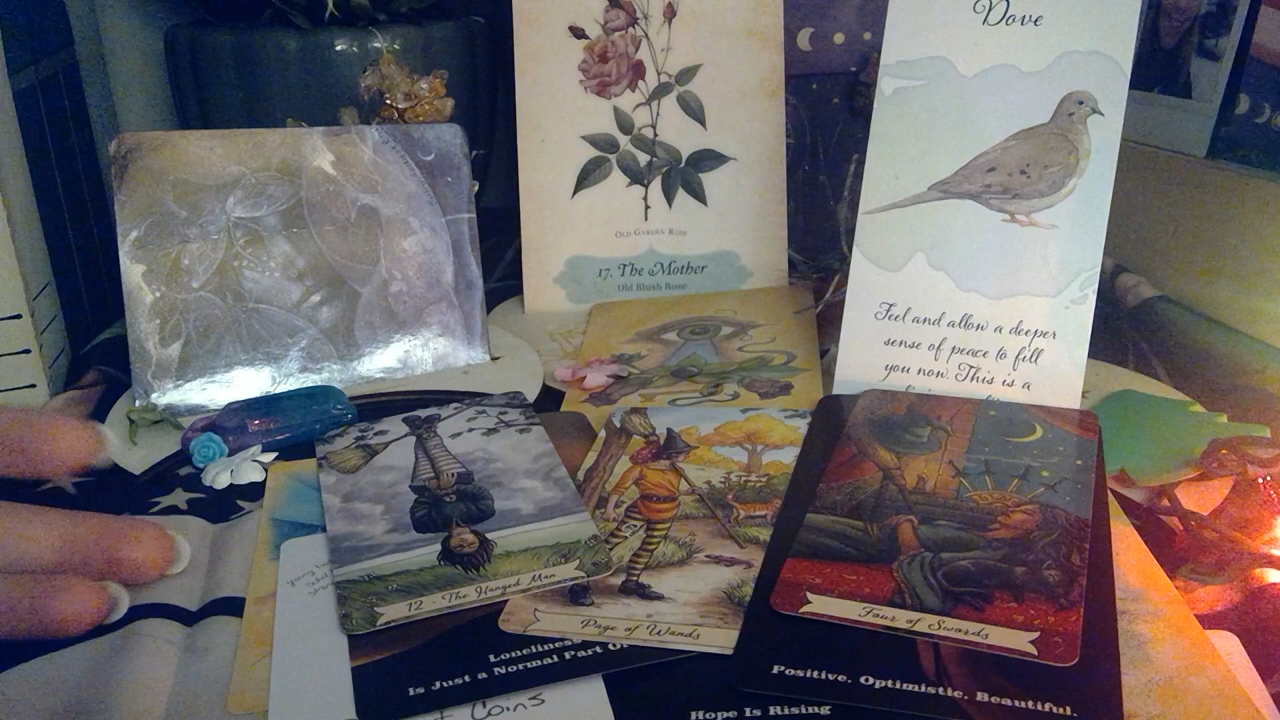 Dove
OLD GARDEN ROSE
17. The Mother
Old Blush Rose
Feel and allow a deeper
sense of peace to fill
you now. This is a
12 · The Hanged Man
Page of Wands
Four of Swords
Loneliness
Is Just a Normal Part
Positive. Optimistic. Beautiful.
Coins
Hope Is Rising